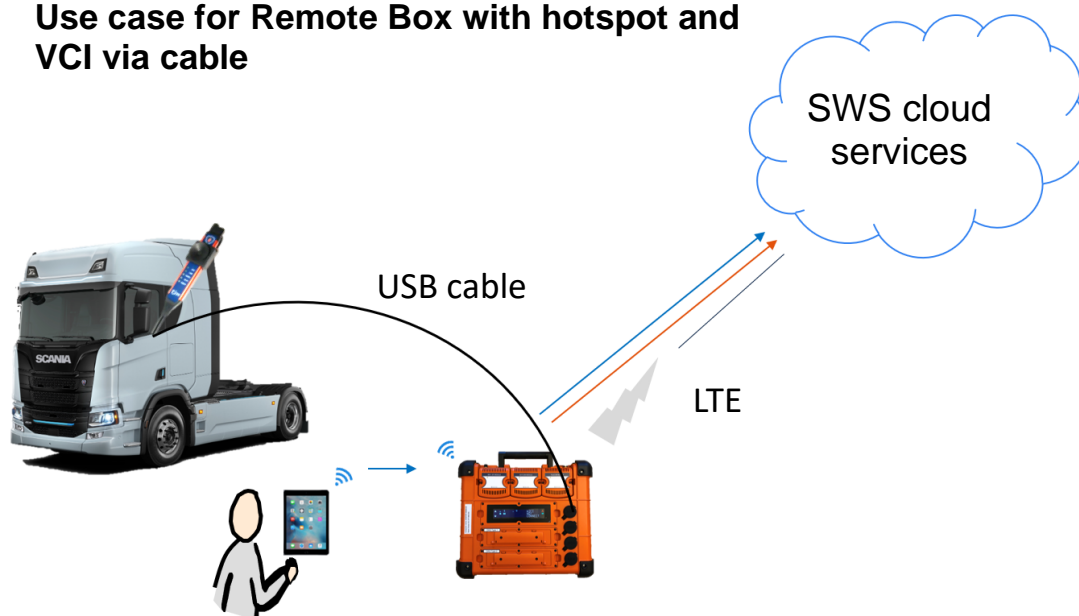 Use case for Remote Box with hotspot and
VCI via cable
SWS cloud
services
USB cable
SCANIA
LTE